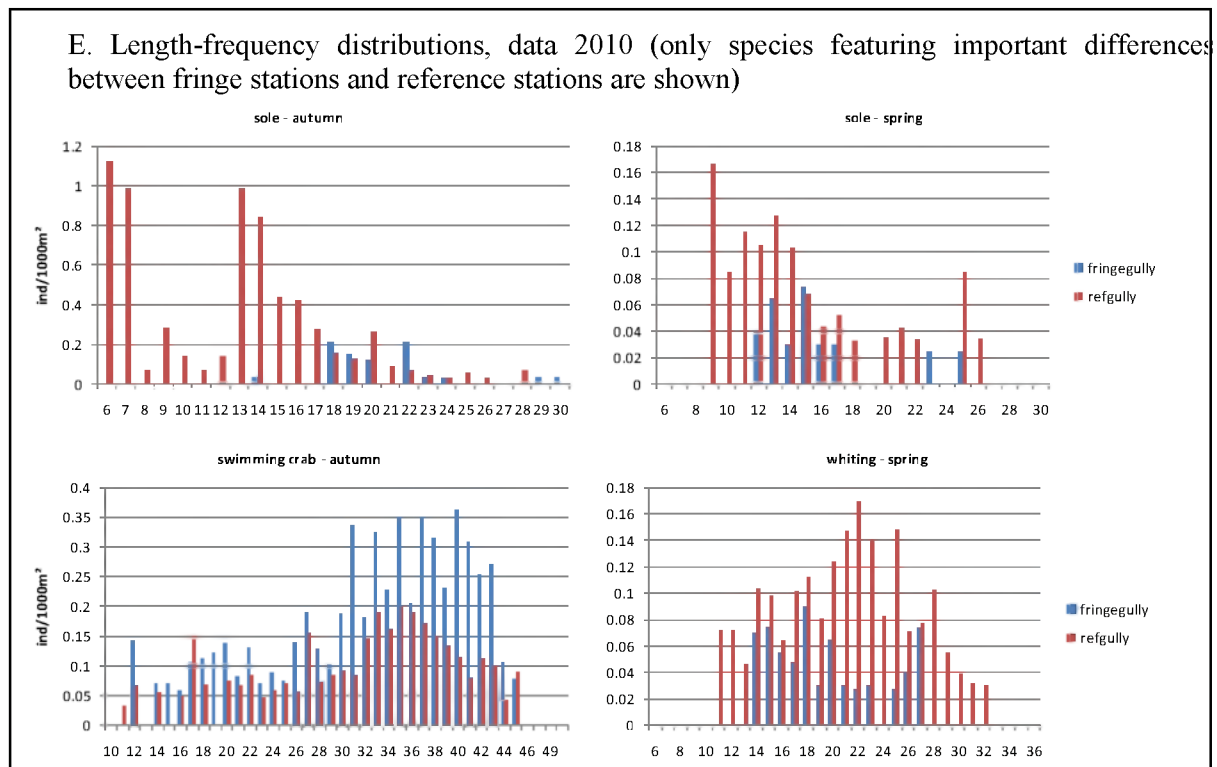 E. Length-frequency distributions, data 2010 (only species featuring important differences
between fringe stations and reference stations are shown)
sole - autumn
1.2
1
0.8
0.6
0.4
0.2
0
ind/1000m²
6 7 8 9 10 11 12 13 14 15 16 17 18 19 20 21 22 23 24 25 26 27 28 29 30
sole - spring
0.18
0.16
0.14
0.12
0.1
0.08
0.06
0.04
0.02
0
6 8 10 12 14 16 18 20 22 24 26 28 30
fringegully
refgully
swimming crab - autumn
0.4
0.35
0.3
0.25
0.2
0.15
0.1
0.05
0
ind/1000m²
10 12 14 16 18 20 22 24 26 28 30 32 34 36 38 40 42 44 46 49
whiting - spring
0.18
0.16
0.14
0.12
0.1
0.08
0.06
0.04
0.02
0
6 8 10 12 14 16 18 20 22 24 26 28 30 32 34 36
fringegully
refgully